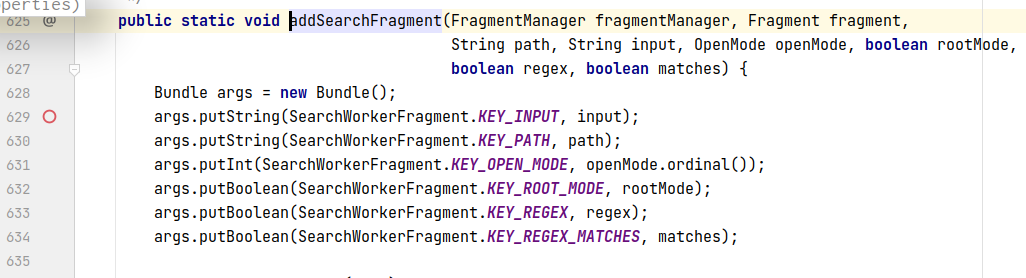 operties)
625 @ public static void addSearchFragment(FragmentManager fragmentManager, Fragment fragment,
626 String path, String input, OpenMode openMode, boolean rootMode,
627 boolean regex, boolean matches) {
628 Bundle args = new Bundle();
629 args.putString(SearchWorkerFragment.KEY_INPUT, input);
630 args.putString(SearchWorkerFragment.KEY_PATH, path);
631 args.putInt(SearchWorkerFragment.KEY_OPEN_MODE, openMode.ordinal());
632 args.putBoolean(SearchWorkerFragment.KEY_ROOT_MODE, rootMode);
633 args.putBoolean(SearchWorkerFragment.KEY_REGEX, regex);
634 args.putBoolean(SearchWorkerFragment.KEY_REGEX_MATCHES, matches);
635